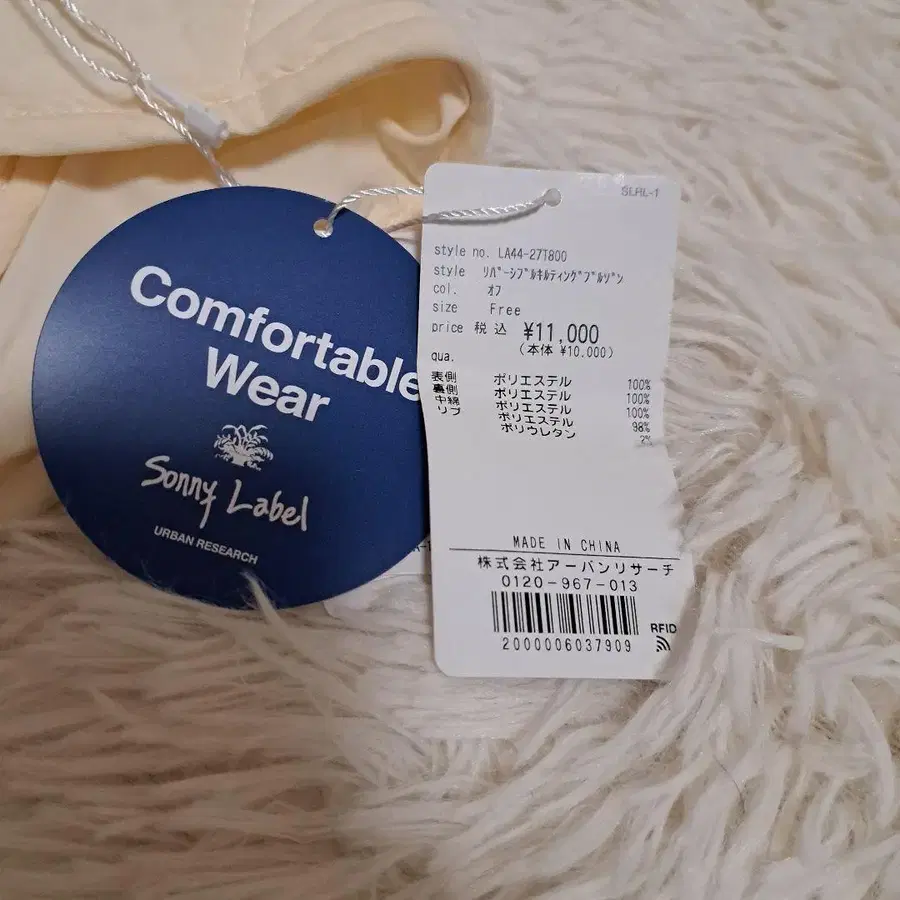 Comfortable
Wear
Sonny Label
URBAN RESEARCH
SLHL-1
style no. LA44-27T800
style ﾘﾊﾞｰｼﾌﾞﾙｷﾙﾃｨﾝｸﾞﾌﾞﾙｿﾞﾝ
col. ｵﾌ
size Free
price 税込 ¥11,000
(本体 ¥10,000)
qua.
表側 ポリエステル 100%
裏側 ポリエステル 100%
中綿 ポリエステル 100%
リブ ポリエステル 98%
ポリウレタン 2%
MADE IN CHINA
株式会社アーバンリサーチ
0120-967-013
RFID
2000006037909